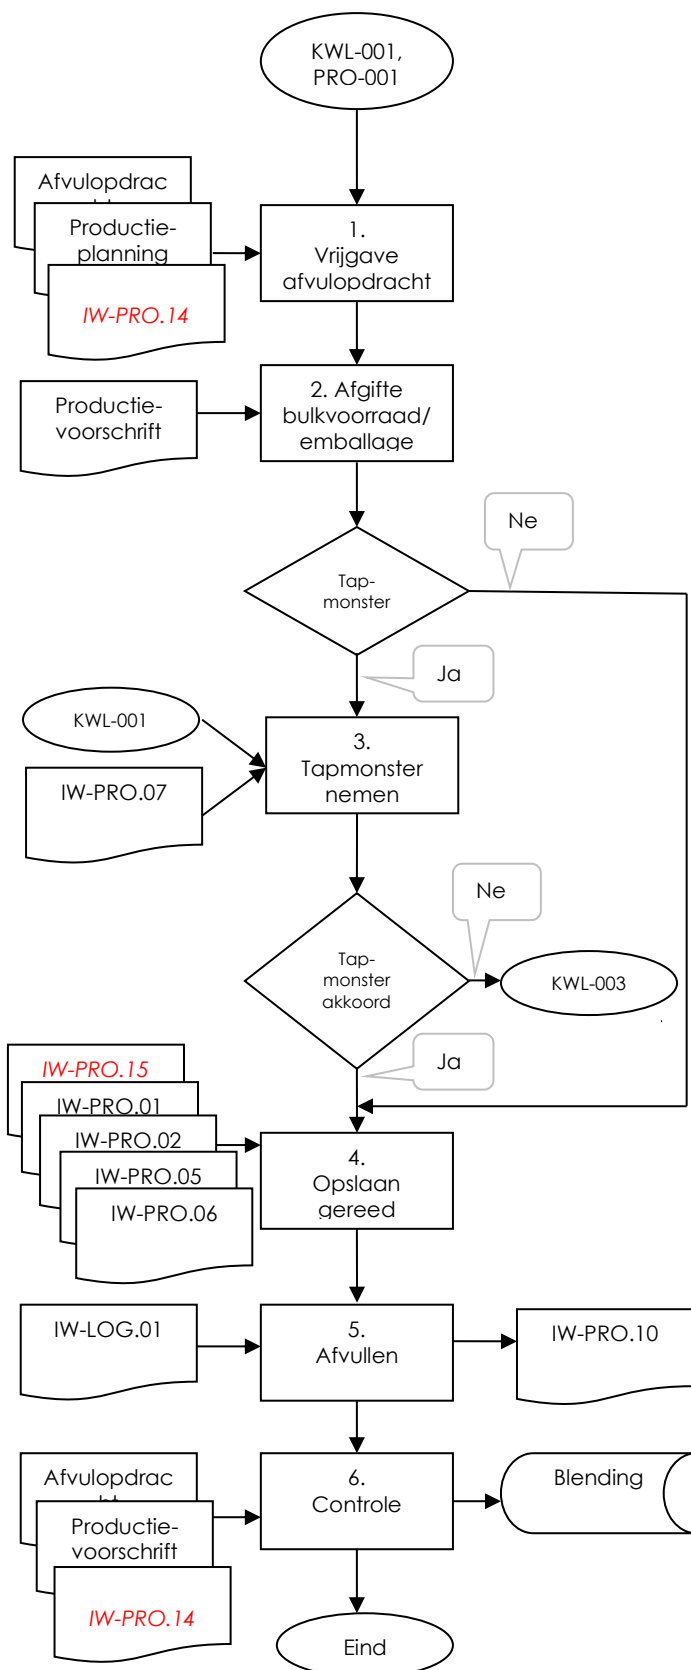 KWL-001,
PRO-001
Afvulopdrac
Productie-
planning
IW-PRO.14
1.
Vrijgave
afvulopdracht
Productie-
voorschrift
2. Afgifte
bulkvoorraad/
emballage
Ne
Tap-
monster
Ja
KWL-001
IW-PRO.07
3.
Tapmonster
nemen
Ne
Tap-
monster
akkoord
KWL-003
Ja
IW-PRO.15
IW-PRO.01
IW-PRO.02
IW-PRO.05
IW-PRO.06
4.
Opslaan
gereed
IW-LOG.01
5.
Afvullen
IW-PRO.10
Afvulopdrac
Productie-
voorschrift
IW-PRO.14
6.
Controle
Blending
Eind